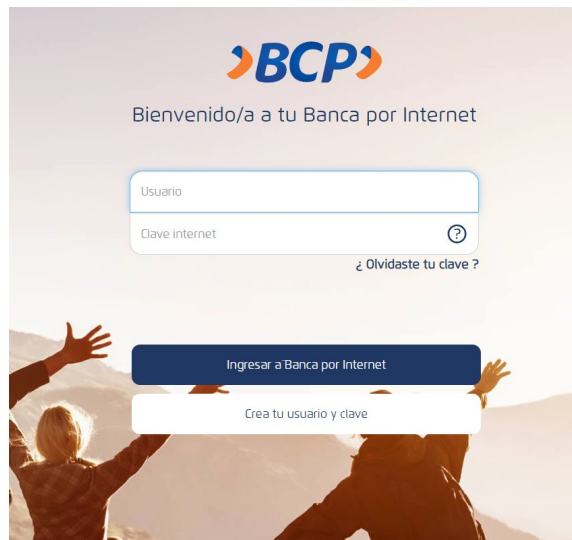 BCP
Bienvenido/a a tu Banca por Internet
Usuario
Clave internet
?
¿ Olvidaste tu clave ?
Ingresar a Banca por Internet
Crea tu usuario y clave